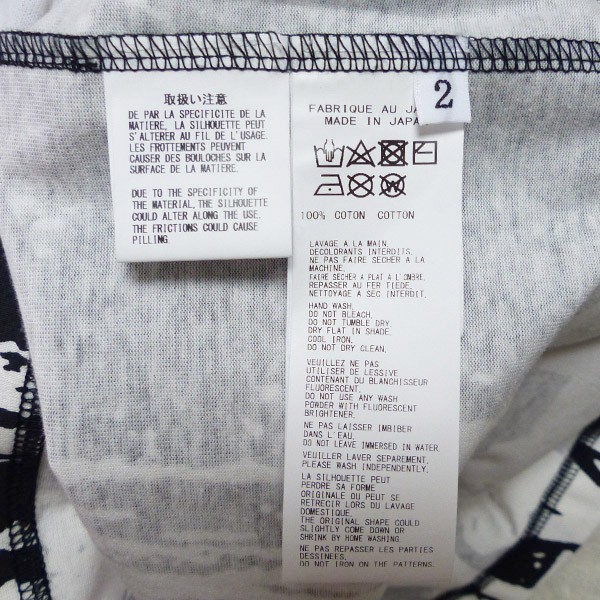 取扱い注意
DE PAR LA SPECIFICITE DE LA
MATIÈRE, LA SILHOUETTE PEUT
S'ALTERER AU FIL DE L'USAGE.
LES FROTTEMENTS PEUVENT
CAUSER DES BOULOCHES SUR LA
SURFACE DE LA MATIÈRE.
DUE TO THE SPECIFICITY OF
THE MATERIAL, THE SILHOUETTE
COULD ALTER ALONG THE USE.
THE FRICTIONS COULD CAUSE
PILLING.
2
FABRIQUE AU
MADE IN JAPAN
100% COTON COTTON
LAVAGE A LA MAIN.
DECOLORANTS INTERDITS.
NE PAS FAIRE SÉCHER A LA
MACHINE.
FAIRE SÉCHER A PLAT A L'OMBRE.
REPASSER AU FER TIEDE.
NETTOYAGE A SEC INTERDIT.
HAND WASH.
DO NOT BLEACH.
DO NOT TUMBLE DRY.
DRY FLAT IN SHADE.
COOL IRON.
DO NOT DRY CLEAN.
VEUILLEZ NE PAS
UTILISER DE LESSIVE
CONTENANT DU BLANCHISSEUR
FLUORESCENT.
DO NOT USE ANY WASH
POWDER WITH FLUORESCENT
BRIGHTENER.
NE PAS LAISSER IMBIBER
DANS L'EAU.
DO NOT LEAVE IMMERSED IN WATER.
VEUILLER LAVER SEPAREMENT.
PLEASE WASH INDEPENDENTLY.
LA SILHOUETTE PEUT
PERDRE SA FORME
ORIGINALE OU PEUT SE
RETRECIR LORS DU LAVAGE
DOMESTIQUE.
THE ORIGINAL SHAPE COULD
SLIGHTLY COME DOWN OR
SHRINK BY HOME WASHING
NE PAS REPASSER LES PARTIES
DESSINEES.
DO NOT IRON ON THE PATTERNS.